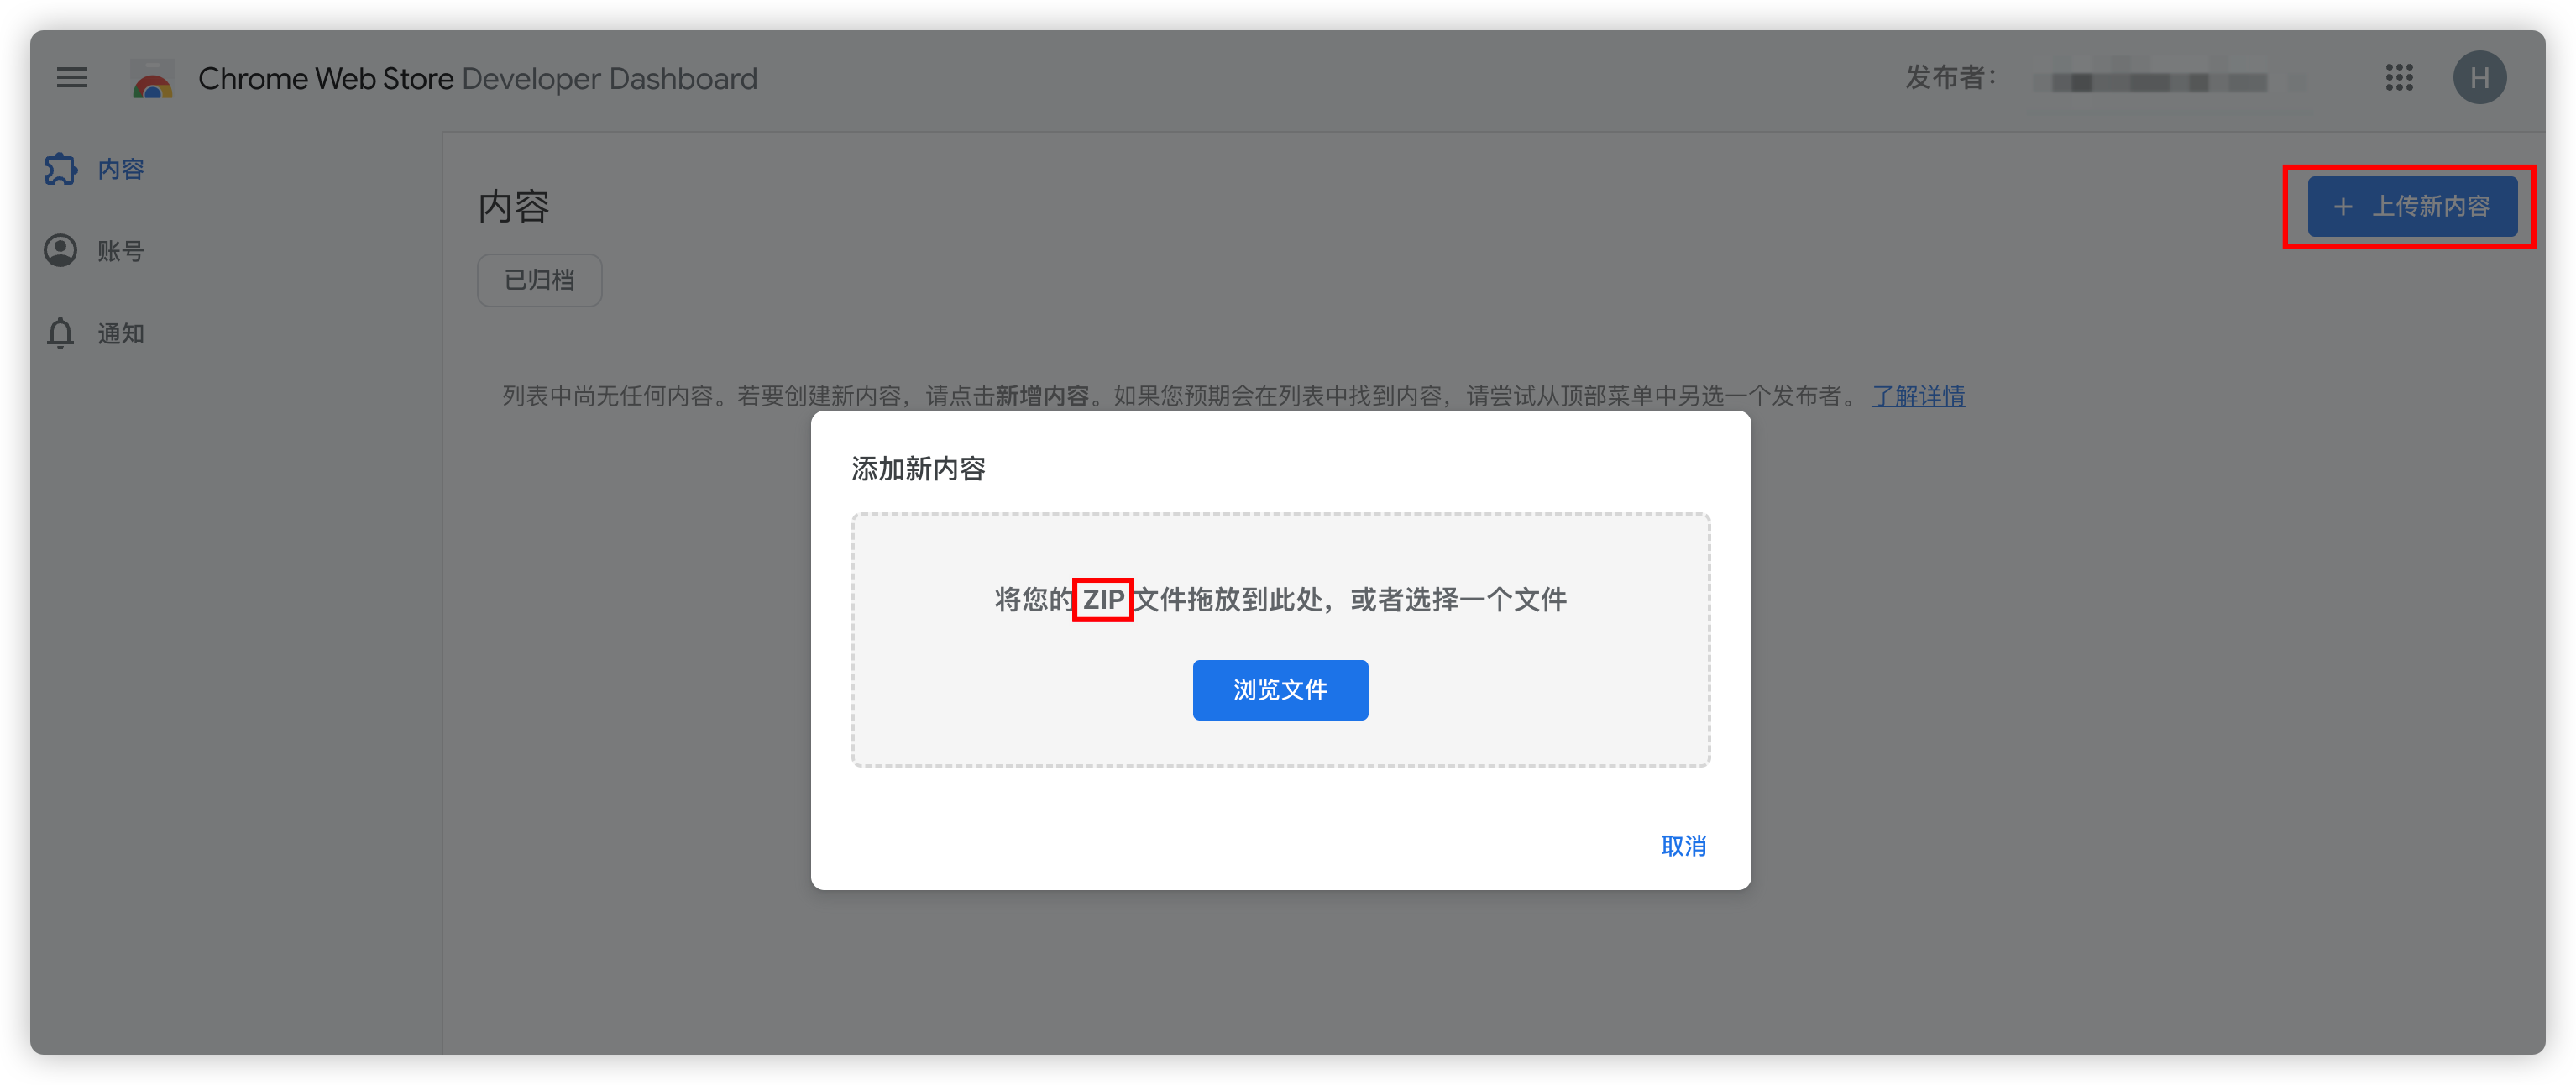 Chrome Web Store Developer Dashboard
发布者：
H
内容
账号
通知
内容
+ 上传新内容
已归档
列表中尚无任何内容。若要创建新内容，请点击新增内容。如果您预期会在列表中找到内容，请尝试从顶部菜单中另选一个发布者。 了解详情
添加新内容
将您的 ZIP 文件拖放到此处，或者选择一个文件
浏览文件
取消